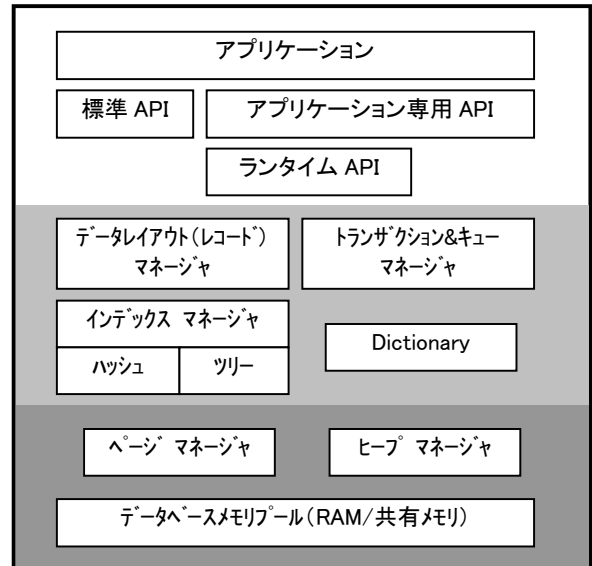 アプリケーション
標準 API
アプリケーション専用 API
ランタイム API
ﾃﾞｰﾀﾚｲｱｳﾄ(ﾚｺｰﾄﾞ)
ﾏﾈｰｼﾞｬ
ﾄﾗﾝｻﾞｸｼｮﾝ&ｷｭｰ
ﾏﾈｰｼﾞｬ
ｲﾝﾃﾞｯｸｽ ﾏﾈｰｼﾞｬ
ﾊｯｼｭ
ﾂﾘｰ
Dictionary
ﾍﾟｰｼﾞ ﾏﾈｰｼﾞｬ
ﾋｰﾌﾟ ﾏﾈｰｼﾞｬ
ﾃﾞｰﾀﾍﾞｰｽﾒﾓﾘﾌﾟｰﾙ(RAM/共有ﾒﾓﾘ)